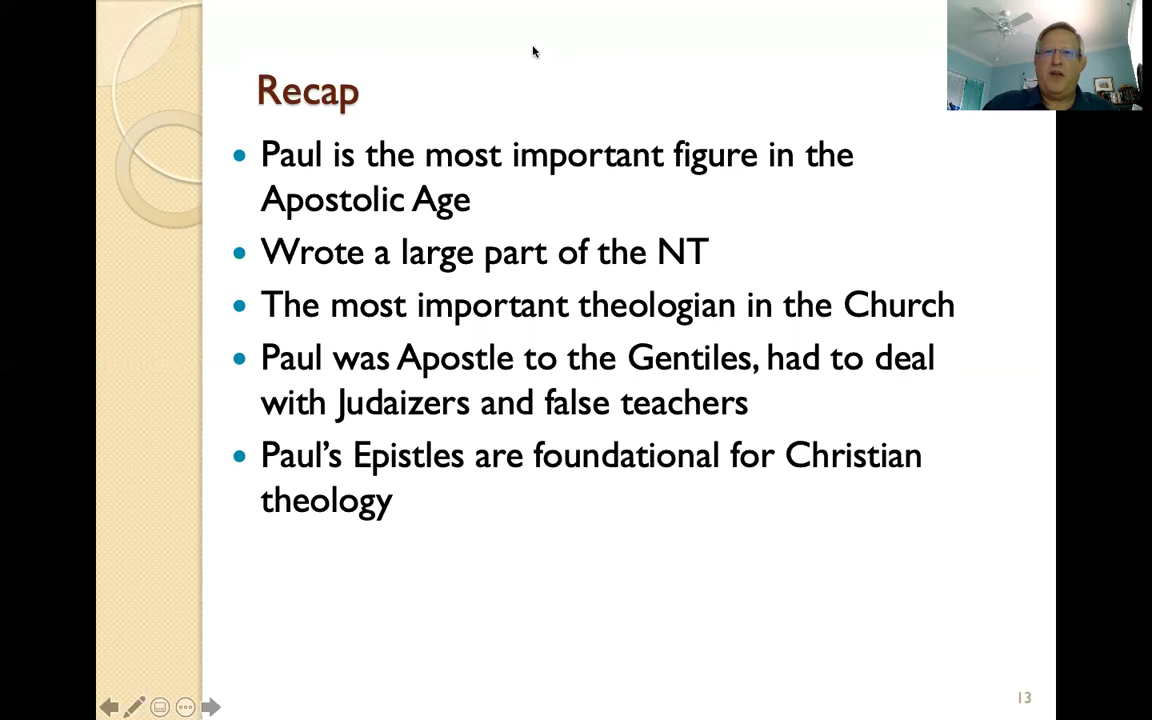 Recap
Paul is the most important figure in the
Apostolic Age
Wrote a large part of the NT
The most important theologian in the Church
Paul was Apostle to the Gentiles, had to deal
with Judaizers and false teachers
Paul's Epistles are foundational for Christian
theology
13